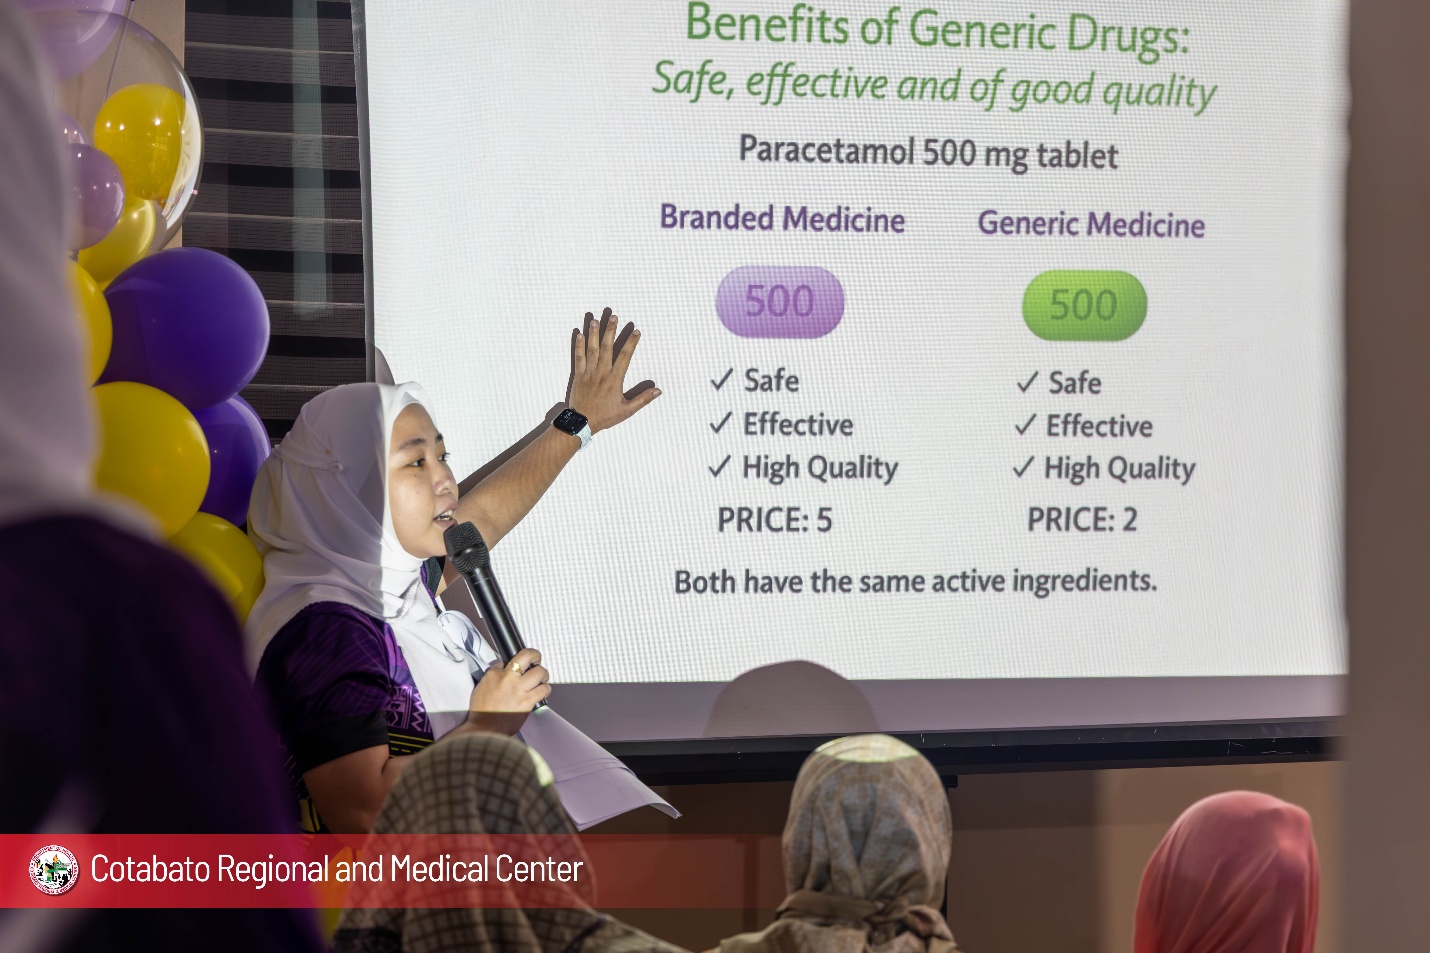 Benefits of Generic Drugs:
Safe, effective and of good quality
Paracetamol 500 mg tablet
Branded Medicine
Generic Medicine
500
500
✓ Safe
✓ Effective
✓ High Quality
PRICE: 5
✓ Safe
✓ Effective
✓ High Quality
PRICE: 2
Both have the same active ingredients.
Cotabato Regional and Medical Center